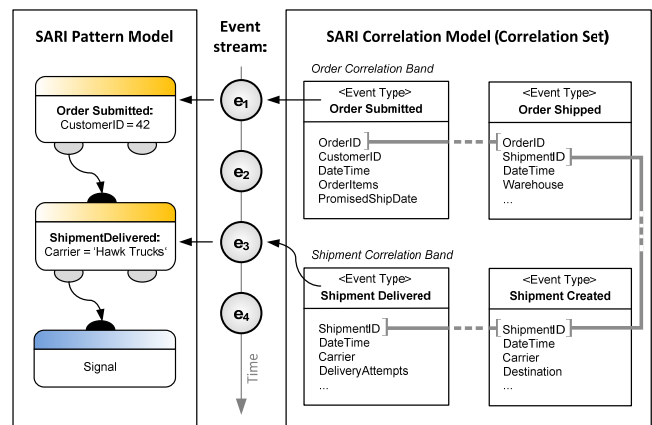 SARI Pattern Model
Order Submitted:
CustomerID = 42
ShipmentDelivered:
Carrier = ‘Hawk Trucks‘
Signal
Event
stream:
e1
e2
e3
e4
Time
SARI Correlation Model (Correlation Set)
Order Correlation Band
<Event Type>
Order Submitted
OrderID
CustomerID
DateTime
OrderItems
PromisedShipDate
<Event Type>
Order Shipped
OrderID
ShipmentID
DateTime
Warehouse
...
Shipment Correlation Band
<Event Type>
Shipment Delivered
ShipmentID
DateTime
Carrier
DeliveryAttempts
...
<Event Type>
Shipment Created
ShipmentID
DateTime
Carrier
Destination
...